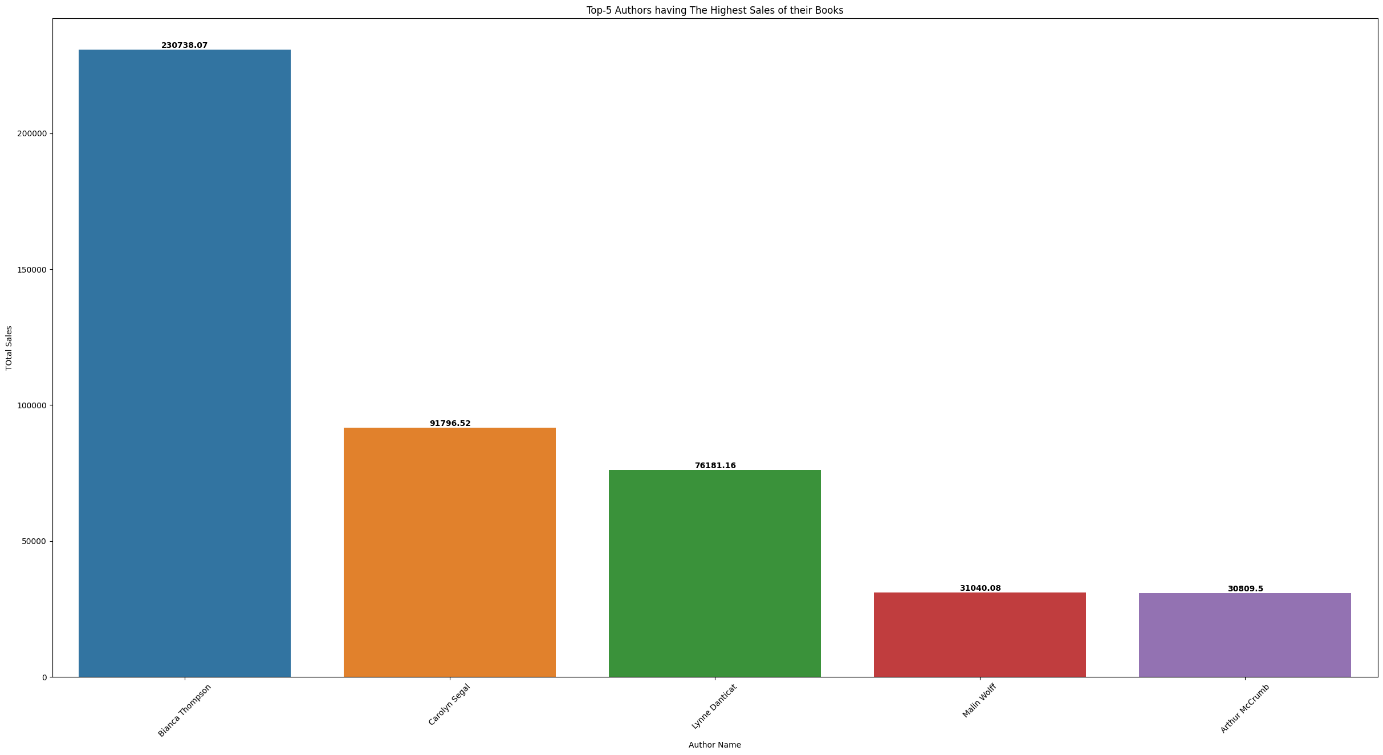 Top-5 Authors having The Highest Sales of their Books
230738.07
200000
150000
TOtal Sales
100000
91796.52
76181.16
50000
31040.08
30809.5
0
Bianca Thompson
Carolyn Segal
Lynne Danticat
Malin Wolff
Arthur McCrumb
Author Name